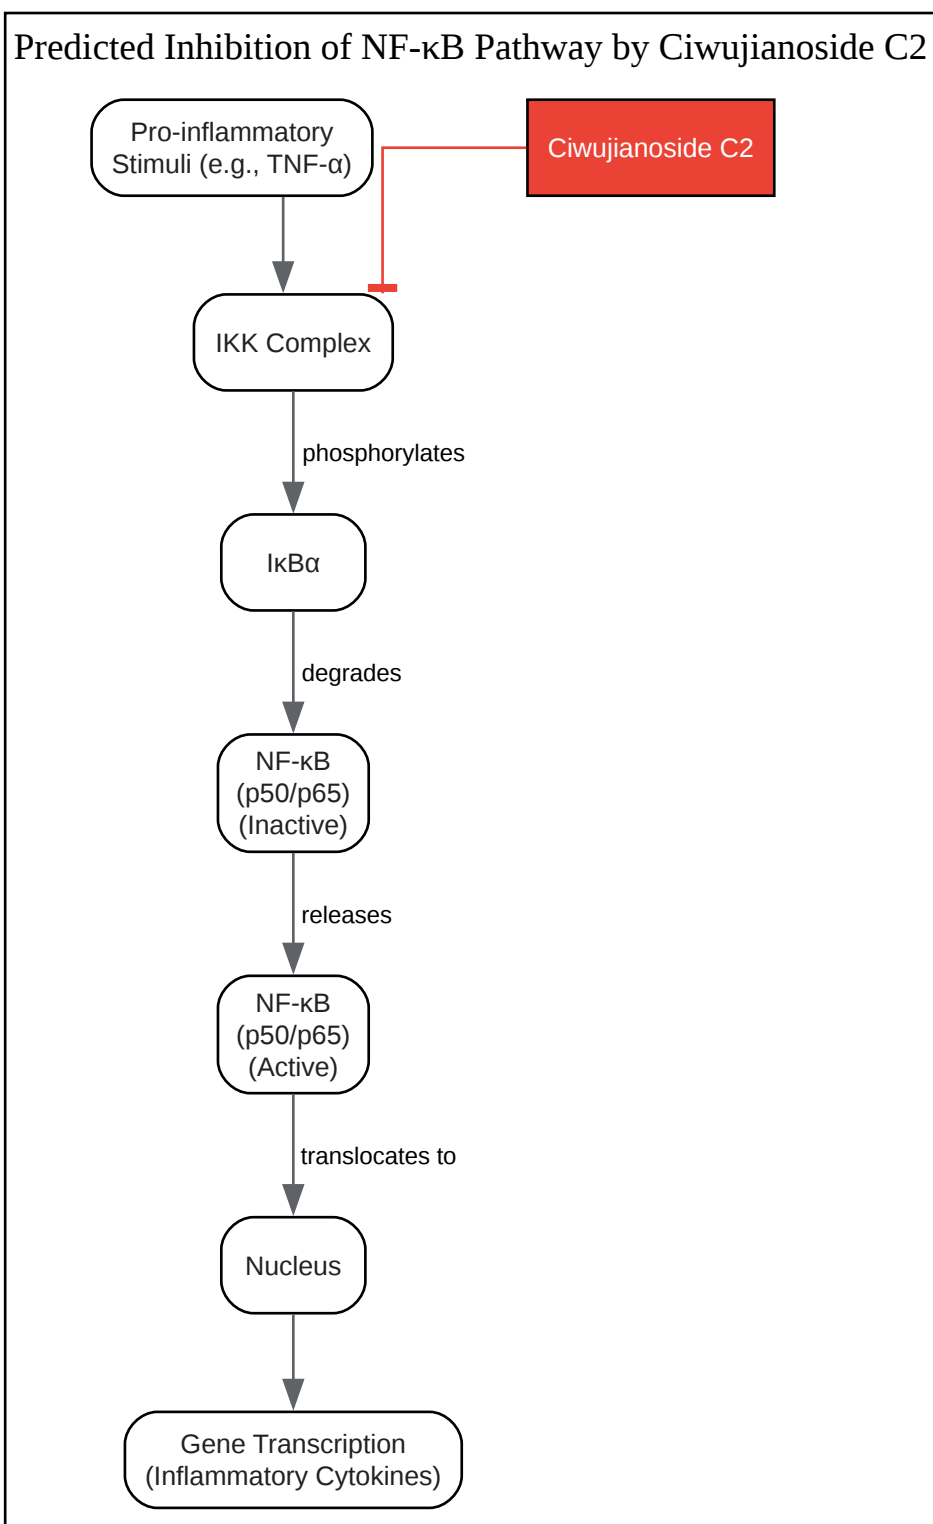 Predicted Inhibition of NF-κB Pathway by Ciwujianoside C2
Pro-inflammatory
Stimuli (e.g., TNF-α)
Ciwujianoside C2
IKK Complex
phosphorylates
IκBα
degrades
NF-κB
(p50/p65)
(Inactive)
releases
NF-κB
(p50/p65)
(Active)
translocates to
Nucleus
Gene Transcription
(Inflammatory Cytokines)